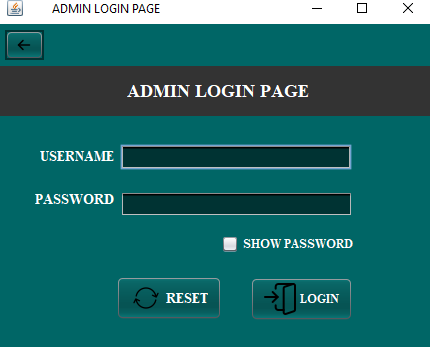 ADMIN LOGIN PAGE
ADMIN LOGIN PAGE
USERNAME
PASSWORD
SHOW PASSWORD
RESET
LOGIN